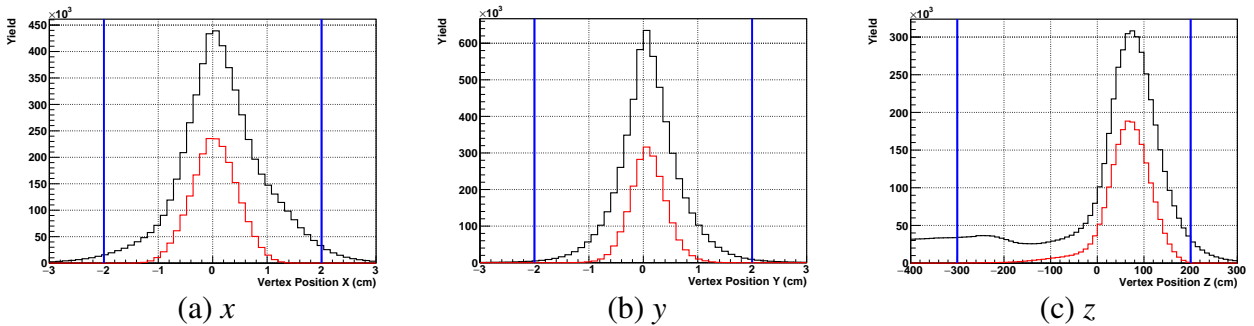 ×10³
Yield
450
400
350
300
250
200
150
100
50
0
−3 −2 −1 0 1 2 3
Vertex Position X (cm)
(a) x
×10³
Yield
600
500
400
300
200
100
0
−3 −2 −1 0 1 2 3
Vertex Position Y (cm)
(b) y
×10³
Yield
300
250
200
150
100
50
0
−400 −300 −200 −100 0 100 200 300
Vertex Position Z (cm)
(c) z